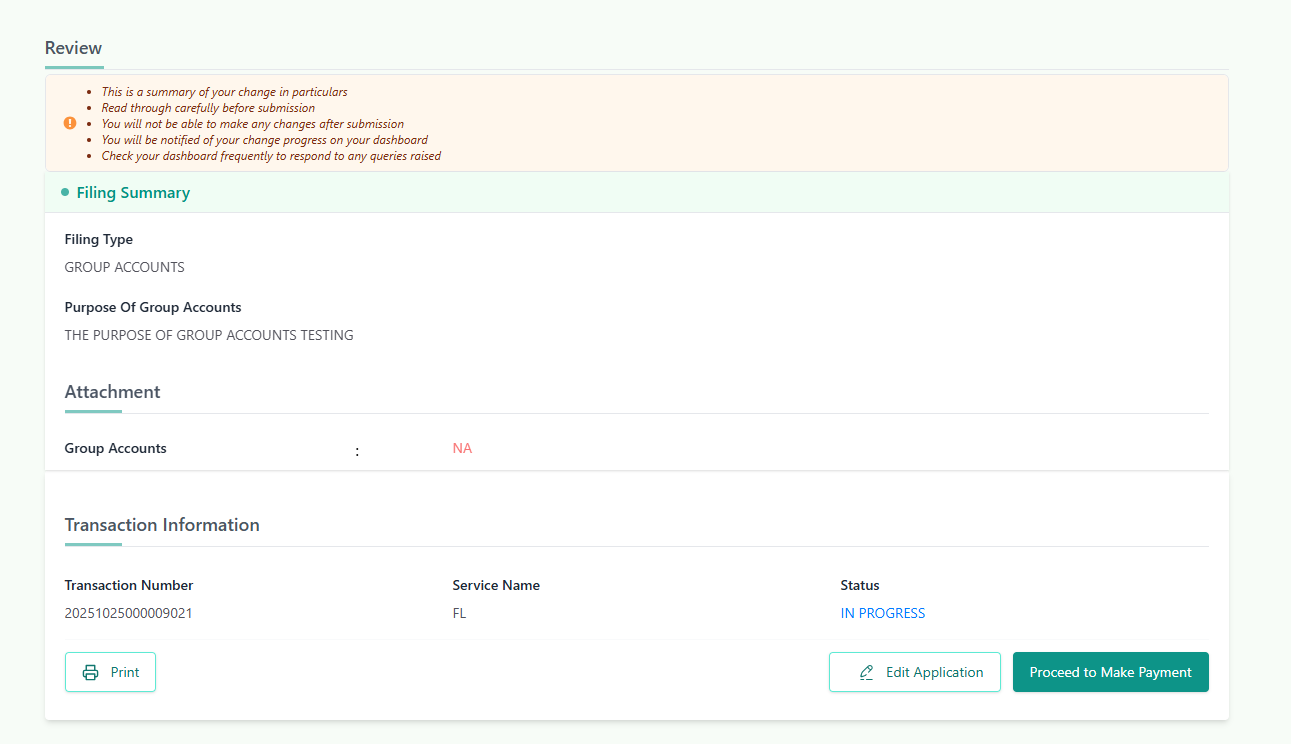 Review
This is a summary of your change in particulars
Read through carefully before submission
You will not be able to make any changes after submission
You will be notified of your change progress on your dashboard
Check your dashboard frequently to respond to any queries raised
Filing Summary
Filing Type
GROUP ACCOUNTS
Purpose Of Group Accounts
THE PURPOSE OF GROUP ACCOUNTS TESTING
Attachment
Group Accounts : NA
Transaction Information
Transaction Number Service Name Status
20251025000009021 FL IN PROGRESS
Print Edit Application Proceed to Make Payment